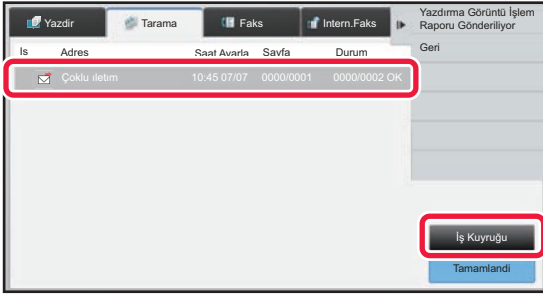 Yazdir
Tarama
Faks
Intern.Faks
Yazdırma Görüntü İşlem
Raporu Gönderiliyor
Geri
Is Adres Saat Ayarla Sayfa Durum
Çoklu iletım 10:45 07/07 0000/0001 0000/0002 OK
İş Kuyruğu
Tamamlandi